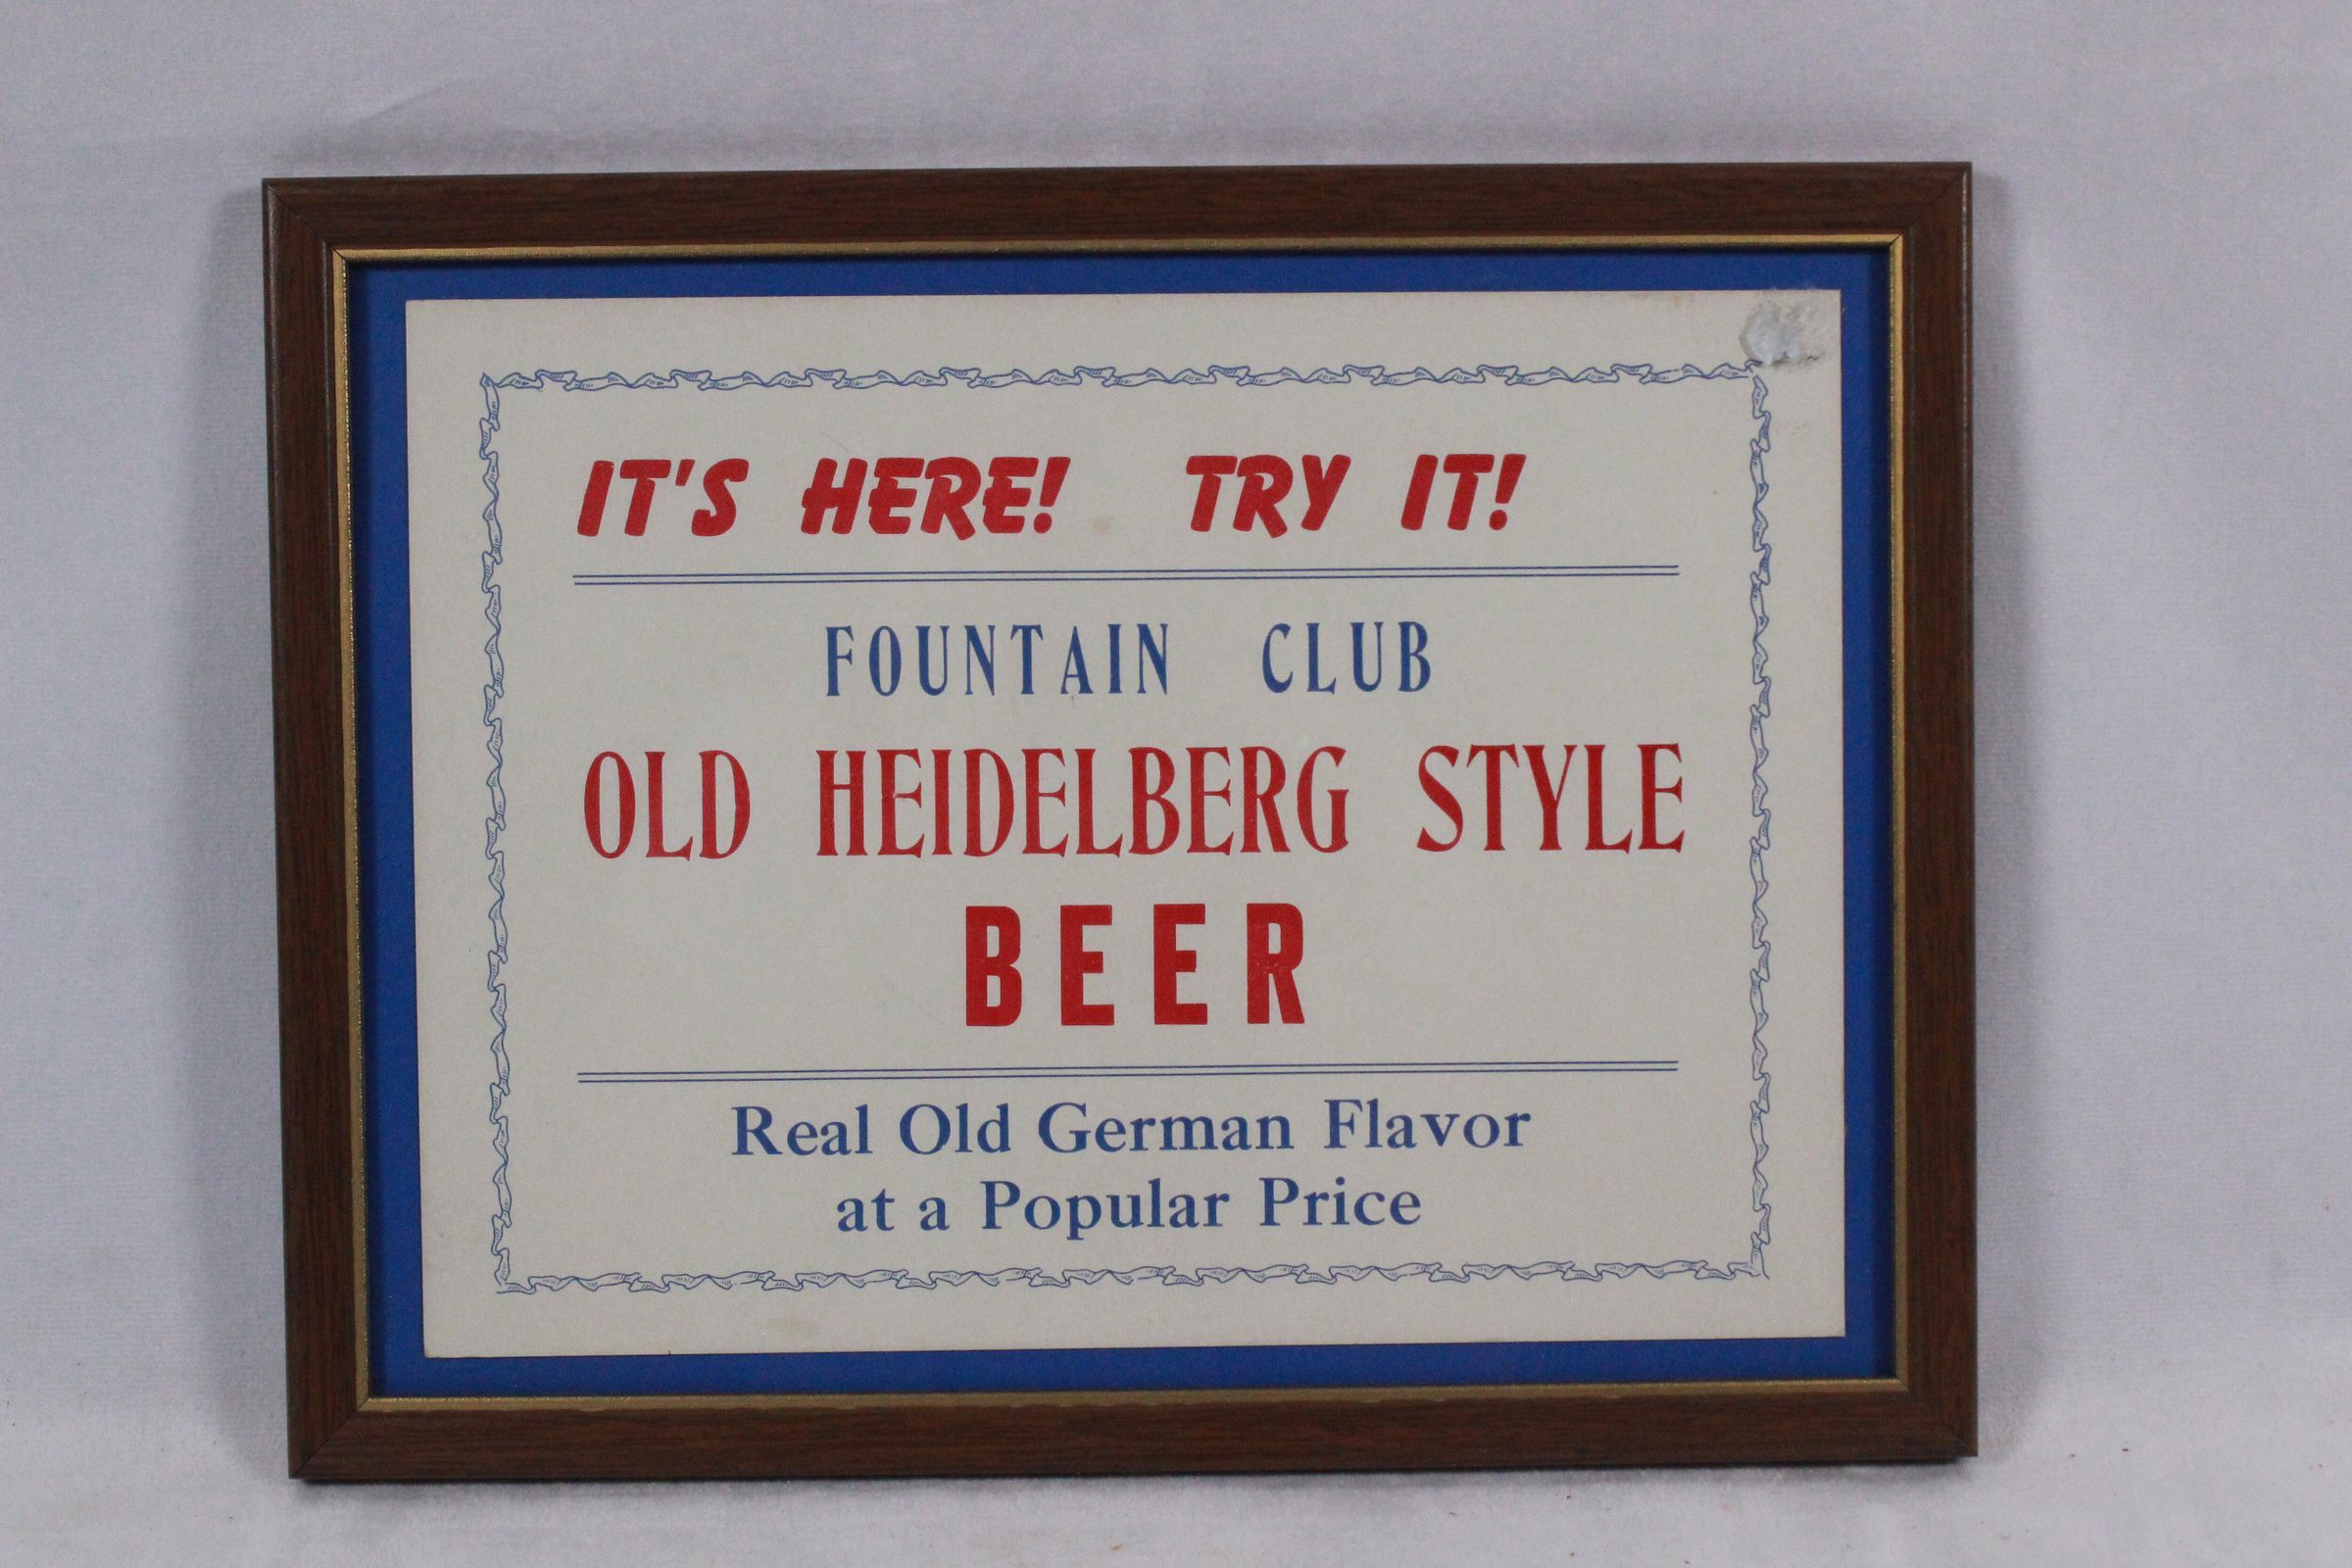 IT'S HERE! TRY IT!
FOUNTAIN CLUB
OLD HEIDELBERG STYLE
BEER
Real Old German Flavor
at a Popular Price